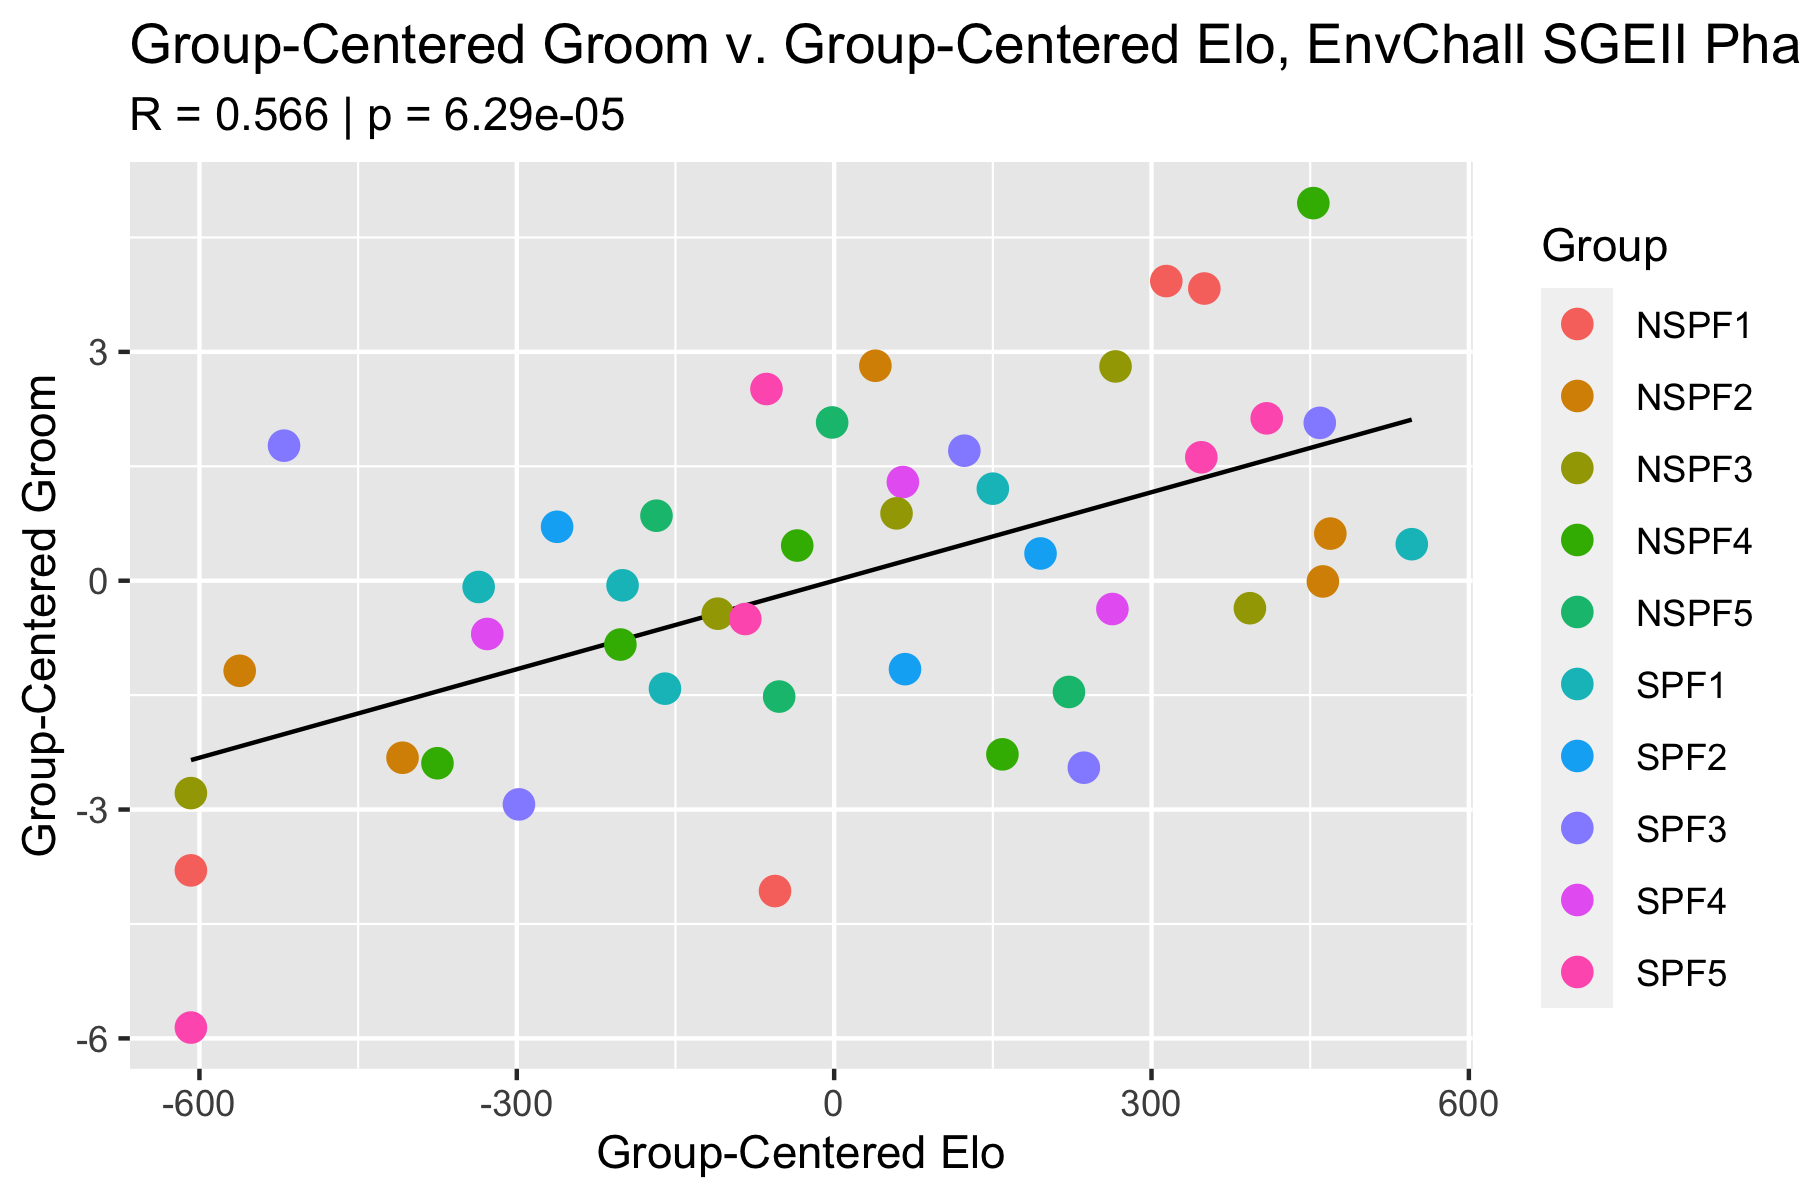 Group-Centered Groom v. Group-Centered Elo, EnvChall SGEII Pha
R = 0.566 | p = 6.29e-05
Group-Centered Groom
3
0
-3
-6
-600
-300
0
300
600
Group-Centered Elo
Group
NSPF1
NSPF2
NSPF3
NSPF4
NSPF5
SPF1
SPF2
SPF3
SPF4
SPF5